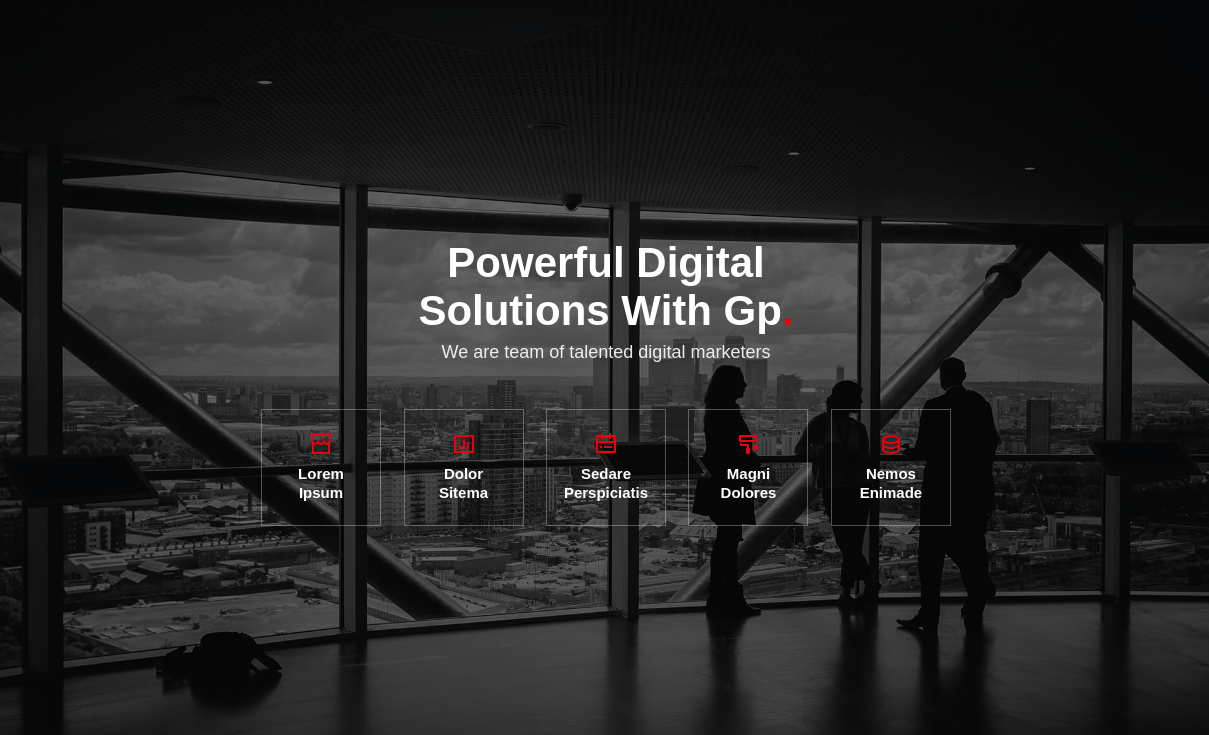 Powerful Digital
Solutions With Gp.
We are team of talented digital marketers
Lorem
Ipsum
Dolor
Sitema
Sedare
Perspiciatis
Magni
Dolores
Nemos
Enimade